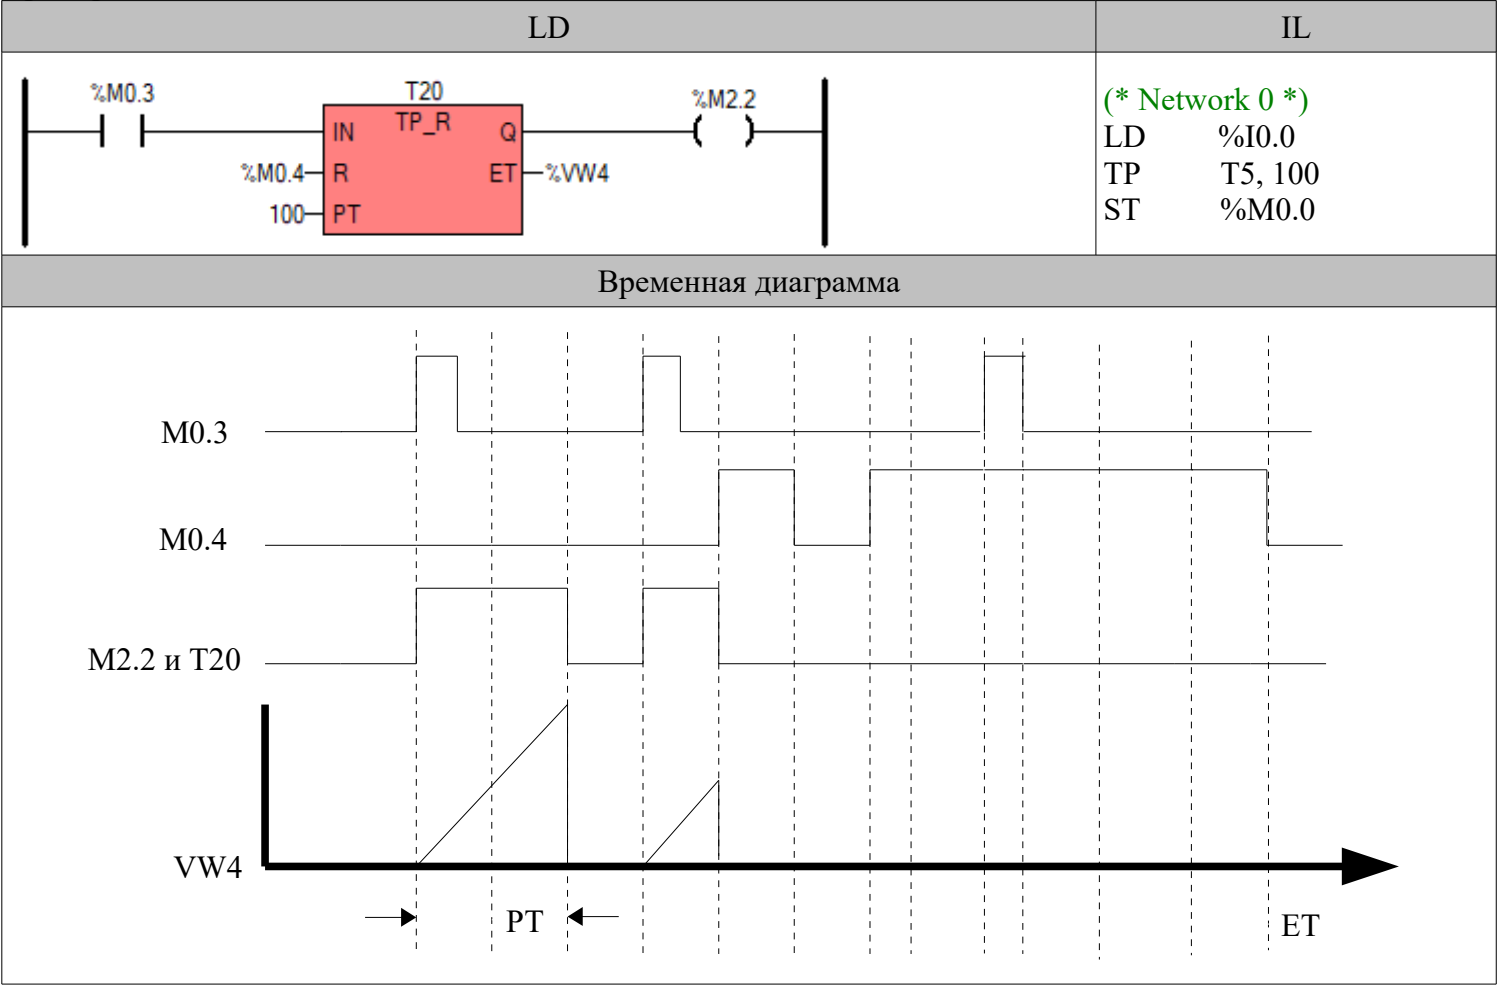 LD
IL
%M0.3
T20
TP_R
IN
Q
%M2.2
%M0.4
R
ET
%VW4
100
PT
(* Network 0 *)
LD %I0.0
TP T5, 100
ST %M0.0
Временная диаграмма
M0.3
M0.4
M2.2 и T20
VW4
PT
ET